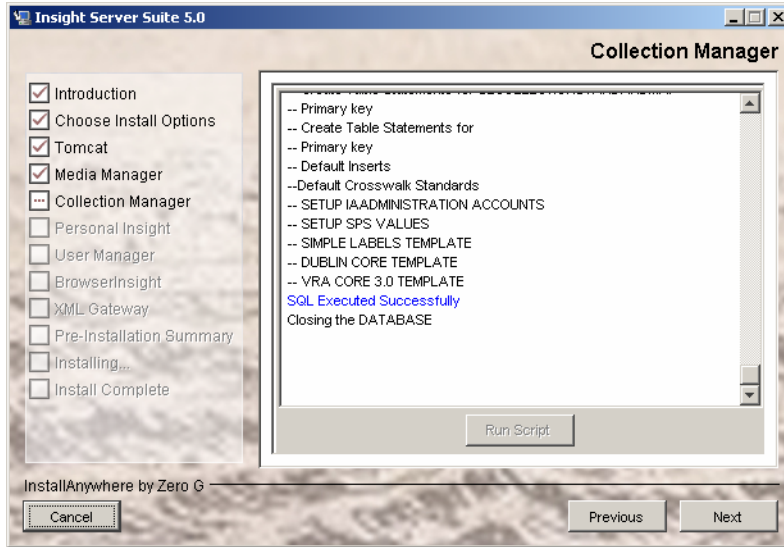 Insight Server Suite 5.0
Collection Manager
Introduction
Choose Install Options
Tomcat
Media Manager
Collection Manager
Personal Insight
User Manager
BrowserInsight
XML Gateway
Pre-Installation Summary
Installing...
Install Complete
-- Primary key
-- Create Table Statements for
-- Primary key
-- Default Inserts
--Default Crosswalk Standards
-- SETUP IAADMINISTRATION ACCOUNTS
-- SETUP SPS VALUES
-- SIMPLE LABELS TEMPLATE
-- DUBLIN CORE TEMPLATE
-- VRA CORE 3.0 TEMPLATE
SQL Executed Successfully
Closing the DATABASE
Run Script
InstallAnywhere by Zero G
Cancel
Previous
Next